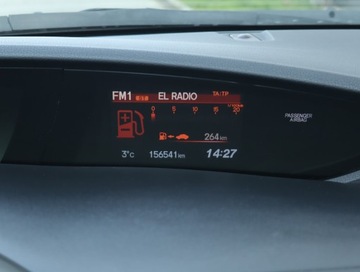 FM1 EL RADIO TA/TP
0 5 10 15 20
264 km
PASSENGER
AIRBAG
3°c 156541 km 14:27